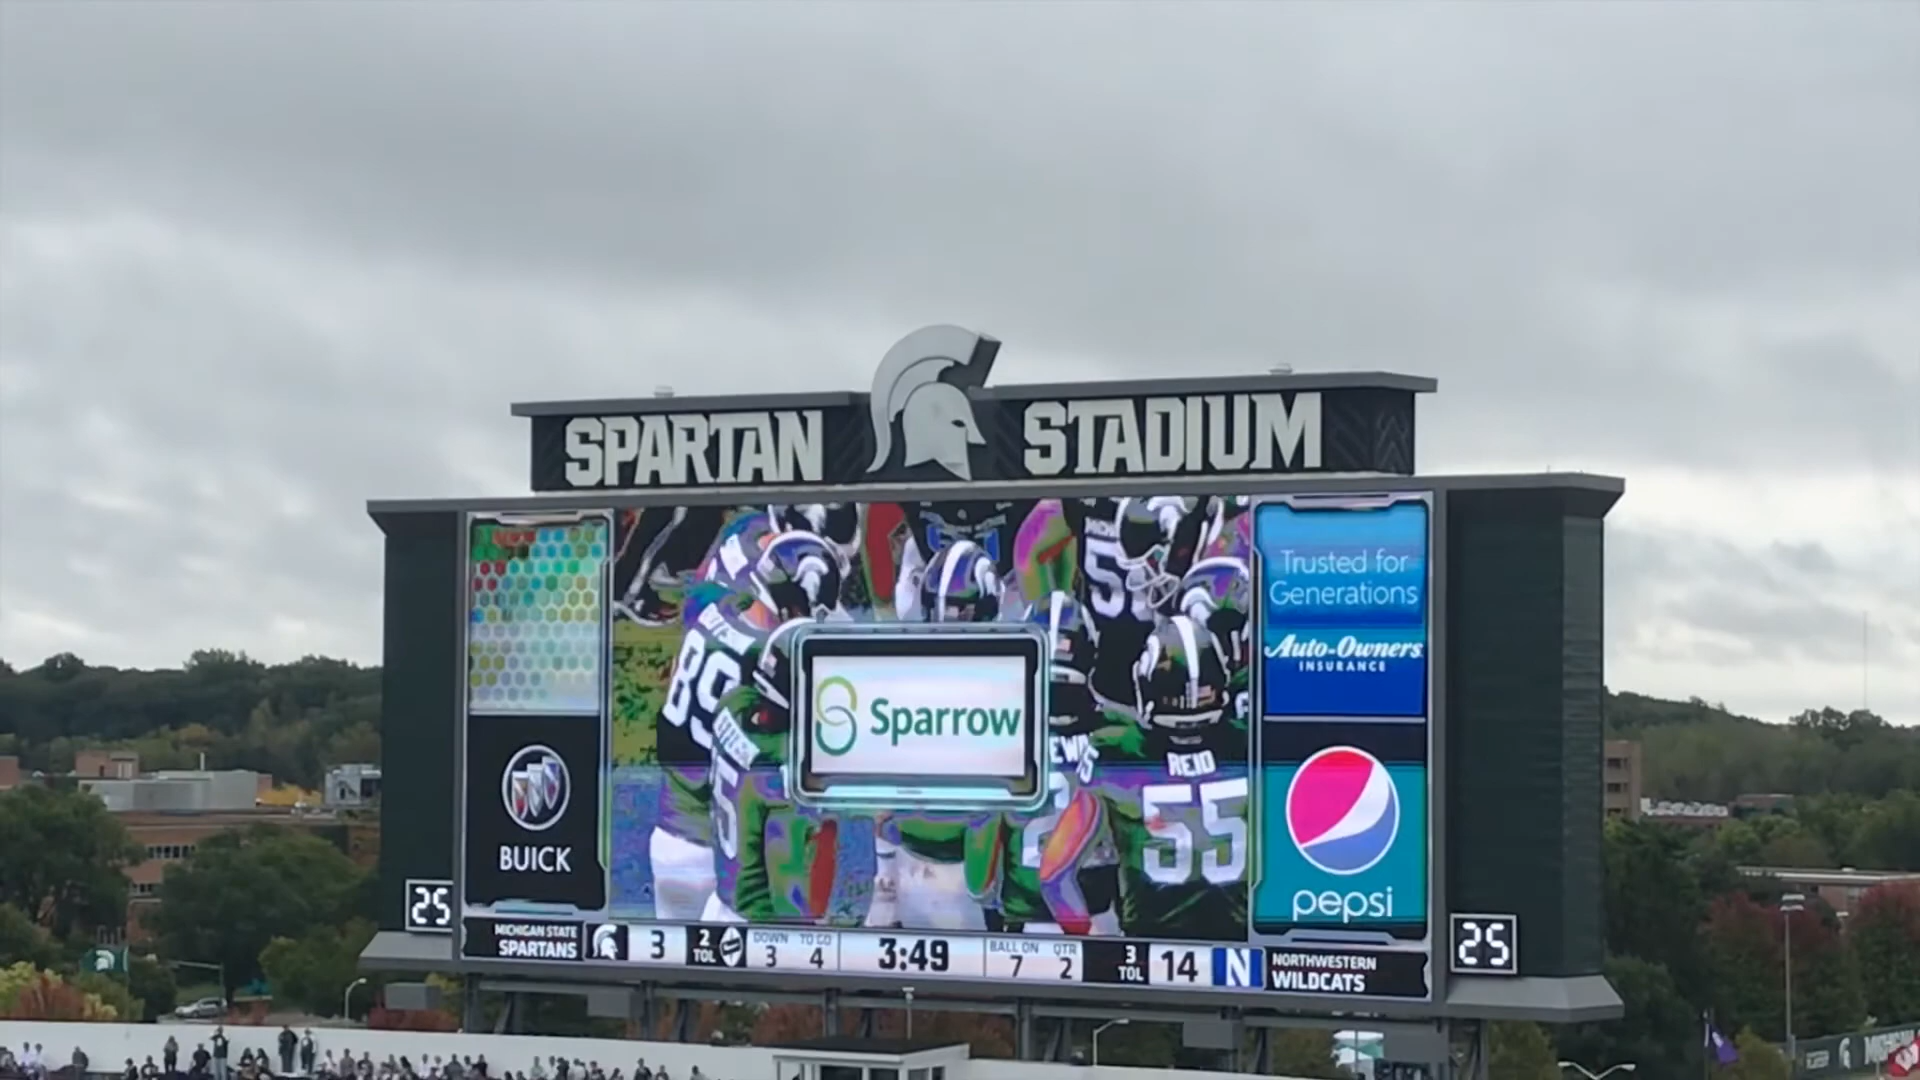 SPARTAN STADIUM
Trusted for
Generations
Auto-Owners
INSURANCE
BUICK
pepsi
Sparrow
89
5
55
REID
25
25
MICHIGAN STATE
SPARTANS
3
2
TOL
DOWN
3
TO GO
4
3:49
BALL ON
7
QTR
2
3
TOL
14
N
NORTHWESTERN
WILDCATS